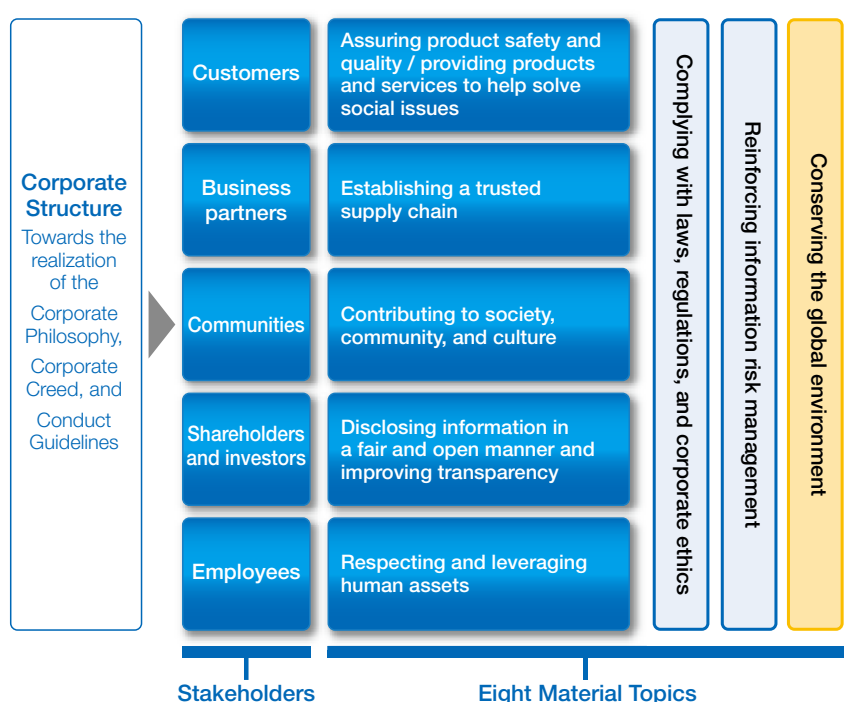 Corporate
Structure
Towards the
realization
of the
Corporate
Philosophy,
Corporate
Creed, and
Conduct
Guidelines
Customers
Assuring product safety and
quality / providing products
and services to help solve
social issues
Business
partners
Establishing a trusted
supply chain
Communities
Contributing to society,
community, and culture
Shareholders
and investors
Disclosing information in
a fair and open manner and
improving transparency
Employees
Respecting and leveraging
human assets
Complying with laws, regulations, and corporate ethics
Reinforcing information risk management
Conserving the global environment
Stakeholders
Eight Material Topics